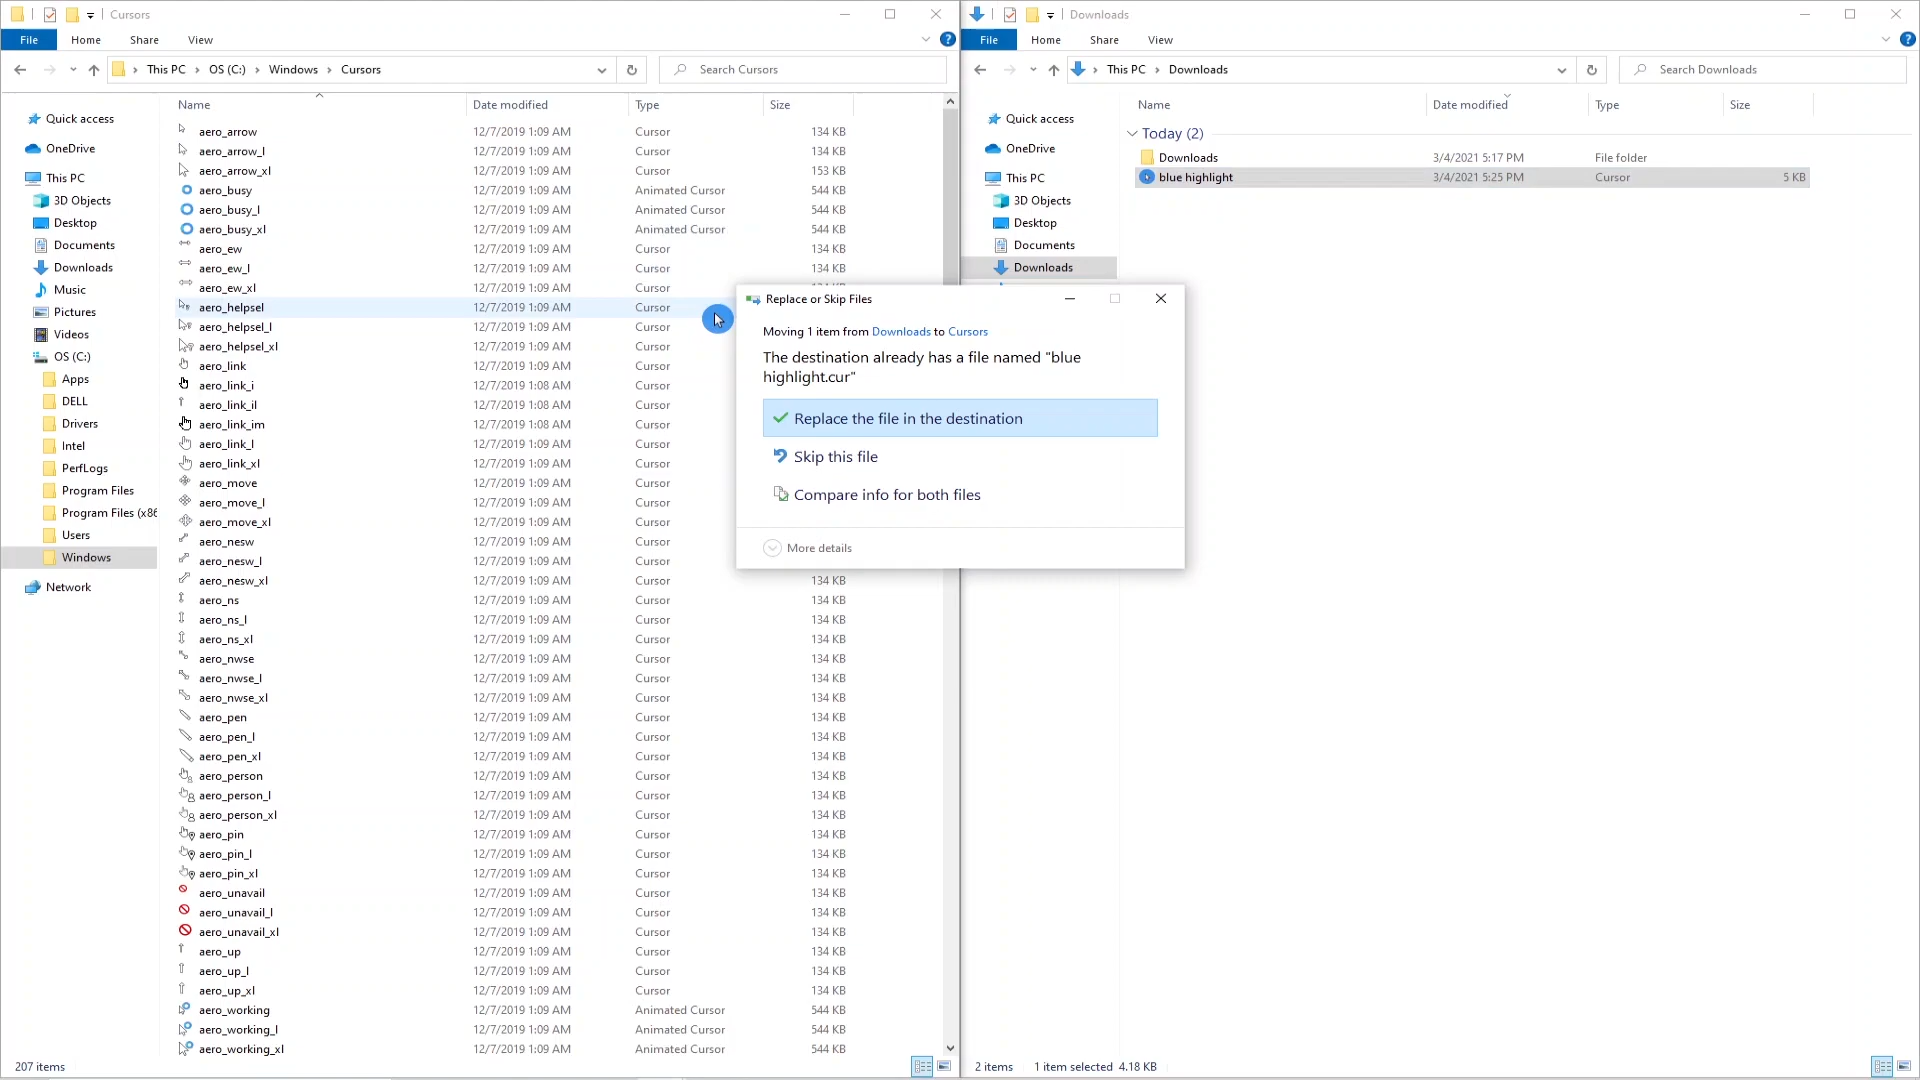 Cursors
File Home Share View
This PC OS (C:) Windows Cursors
Search Cursors
Name Date modified Type Size
Quick access
OneDrive
This PC
3D Objects
Desktop
Documents
Downloads
Music
Pictures
Videos
OS (C:)
Apps
DELL
Drivers
Intel
PerfLogs
Program Files
Program Files (x86
Users
Windows
Network
aero_arrow 12/7/2019 1:09 AM Cursor 134 KB
aero_arrow_l 12/7/2019 1:09 AM Cursor 134 KB
aero_arrow_xl 12/7/2019 1:09 AM Cursor 153 KB
aero_busy 12/7/2019 1:09 AM Animated Cursor 544 KB
aero_busy_l 12/7/2019 1:09 AM Animated Cursor 544 KB
aero_busy_xl 12/7/2019 1:09 AM Animated Cursor 544 KB
aero_ew 12/7/2019 1:09 AM Cursor 134 KB
aero_ew_l 12/7/2019 1:09 AM Cursor 134 KB
aero_ew_xl 12/7/2019 1:09 AM Cursor
aero_helpsel 12/7/2019 1:09 AM Cursor
aero_helpsel_l 12/7/2019 1:09 AM Cursor
aero_helpsel_xl 12/7/2019 1:09 AM Cursor
aero_link 12/7/2019 1:09 AM Cursor
aero_link_i 12/7/2019 1:08 AM Cursor
aero_link_il 12/7/2019 1:08 AM Cursor
aero_link_im 12/7/2019 1:08 AM Cursor
aero_link_l 12/7/2019 1:09 AM Cursor
aero_link_xl 12/7/2019 1:09 AM Cursor
aero_move 12/7/2019 1:09 AM Cursor
aero_move_l 12/7/2019 1:09 AM Cursor
aero_move_xl 12/7/2019 1:09 AM Cursor
aero_nesw 12/7/2019 1:09 AM Cursor
aero_nesw_l 12/7/2019 1:09 AM Cursor
aero_nesw_xl 12/7/2019 1:09 AM Cursor 134 KB
aero_ns 12/7/2019 1:09 AM Cursor 134 KB
aero_ns_l 12/7/2019 1:09 AM Cursor 134 KB
aero_ns_xl 12/7/2019 1:09 AM Cursor 134 KB
aero_nwse 12/7/2019 1:09 AM Cursor 134 KB
aero_nwse_l 12/7/2019 1:09 AM Cursor 134 KB
aero_nwse_xl 12/7/2019 1:09 AM Cursor 134 KB
aero_pen 12/7/2019 1:09 AM Cursor 134 KB
aero_pen_l 12/7/2019 1:09 AM Cursor 134 KB
aero_pen_xl 12/7/2019 1:09 AM Cursor 134 KB
aero_person 12/7/2019 1:09 AM Cursor 134 KB
aero_person_l 12/7/2019 1:09 AM Cursor 134 KB
aero_person_xl 12/7/2019 1:09 AM Cursor 134 KB
aero_pin 12/7/2019 1:09 AM Cursor 134 KB
aero_pin_l 12/7/2019 1:09 AM Cursor 134 KB
aero_pin_xl 12/7/2019 1:09 AM Cursor 134 KB
aero_unavail 12/7/2019 1:09 AM Cursor 134 KB
aero_unavail_l 12/7/2019 1:09 AM Cursor 134 KB
aero_unavail_xl 12/7/2019 1:09 AM Cursor 134 KB
aero_up 12/7/2019 1:09 AM Cursor 134 KB
aero_up_l 12/7/2019 1:09 AM Cursor 134 KB
aero_up_xl 12/7/2019 1:09 AM Cursor 134 KB
aero_working 12/7/2019 1:09 AM Animated Cursor 544 KB
aero_working_l 12/7/2019 1:09 AM Animated Cursor 544 KB
aero_working_xl 12/7/2019 1:09 AM Animated Cursor 544 KB
207 items
Replace or Skip Files
Moving 1 item from Downloads to Cursors
The destination already has a file named "blue
highlight.cur"
Replace the file in the destination
Skip this file
Compare info for both files
More details
Downloads
File Home Share View
This PC Downloads
Search Downloads
Name Date modified Type Size
Quick access
OneDrive
This PC
3D Objects
Desktop
Documents
Downloads
Today (2)
Downloads 3/4/2021 5:17 PM File folder
blue highlight 3/4/2021 5:25 PM Cursor 5 KB
2 items 1 item selected 4.18 KB